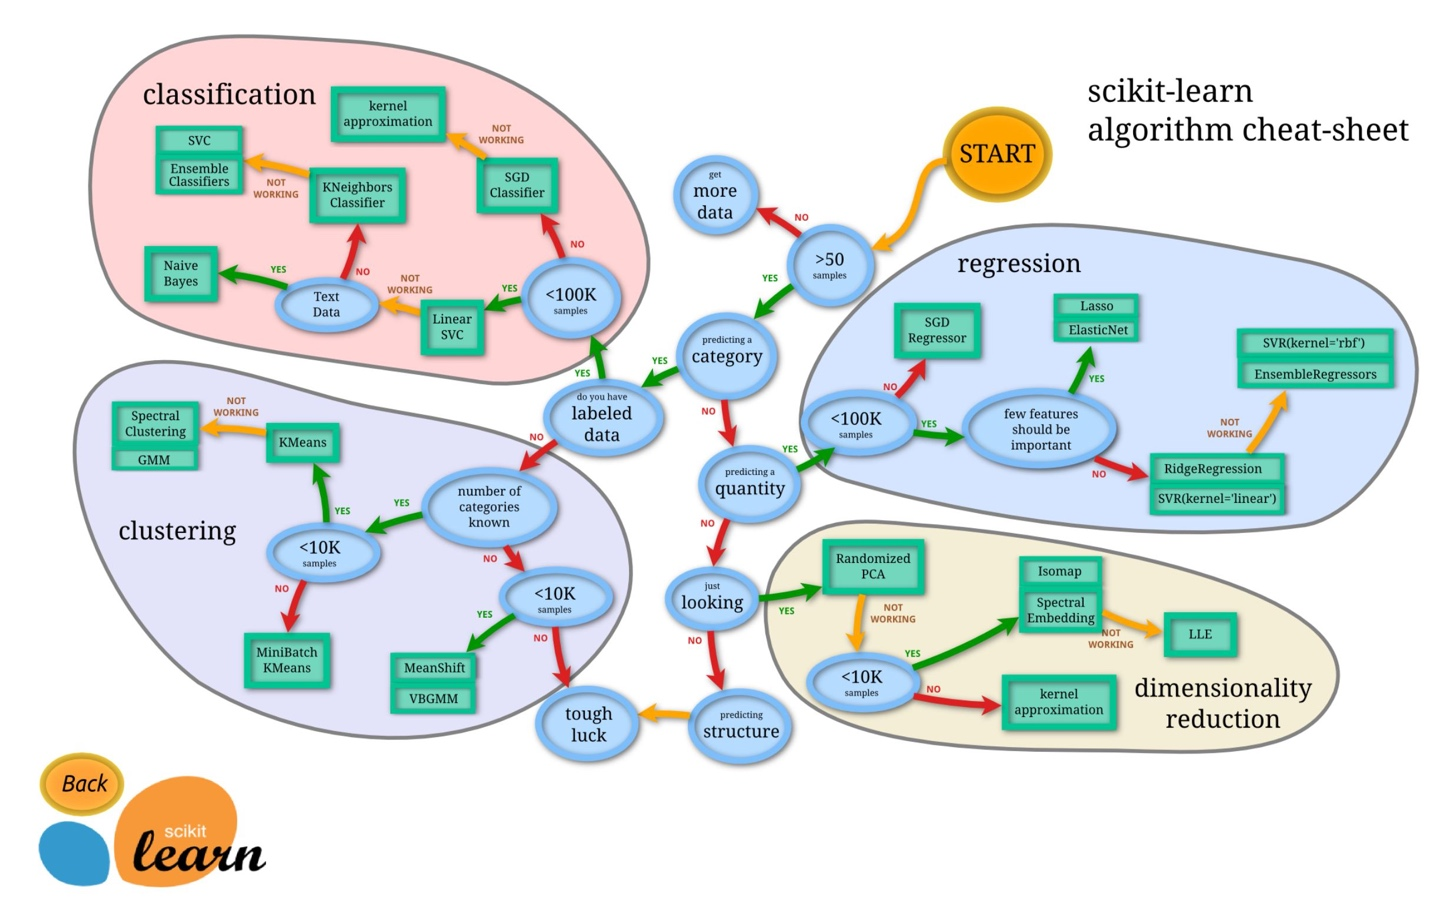 scikit-learn
algorithm cheat-sheet
START
classification
kernel
approximation
NOT
WORKING
SVC
Ensemble
Classifiers
NOT
WORKING
KNeighbors
Classifier
SGD
Classifier
NO
Naive
Bayes
YES
Text
Data
NO
NOT
WORKING
Linear
SVC
YES
<100K
samples
YES
get
more
data
NO
>50
samples
YES
predicting a
category
YES
NO
do you have
labeled
data
NO
predicting a
quantity
YES
NO
just
looking
YES
NO
predicting
structure
tough
luck
regression
SGD
Regressor
NO
<100K
samples
YES
Lasso
ElasticNet
YES
few features
should be
important
NO
SVR(kernel='rbf')
EnsembleRegressors
NOT
WORKING
RidgeRegression
SVR(kernel='linear')
clustering
Spectral
Clustering
GMM
NOT
WORKING
KMeans
YES
<10K
samples
NO
MiniBatch
KMeans
YES
number of
categories
known
NO
<10K
samples
YES
NO
MeanShift
VBGMM
Randomized
PCA
NOT
WORKING
<10K
samples
YES
NO
Isomap
Spectral
Embedding
NOT
WORKING
LLE
kernel
approximation
dimensionality
reduction
Back
scikit
learn